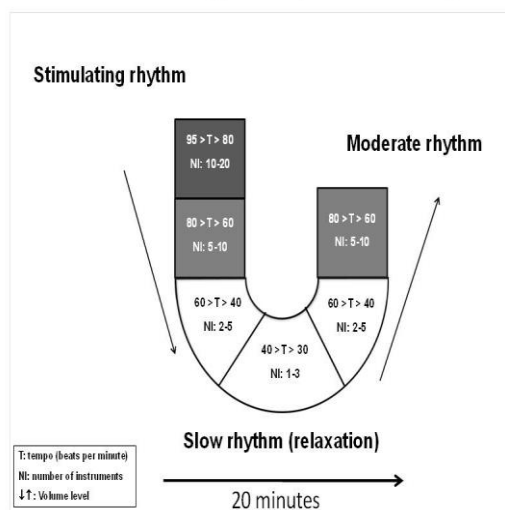 Stimulating rhythm
Moderate rhythm
95 >T > 80
NI: 10-20
80 > T > 60
NI: 5-10
80 > T > 60
NI: 5-10
60 >T > 40
NI: 2-5
60 >T > 40
NI: 2-5
40 >T > 30
NI: 1-3
Slow rhythm (relaxation)
T: tempo (beats per minute)
NI: number of instruments
↓↑: Volume level
20 minutes